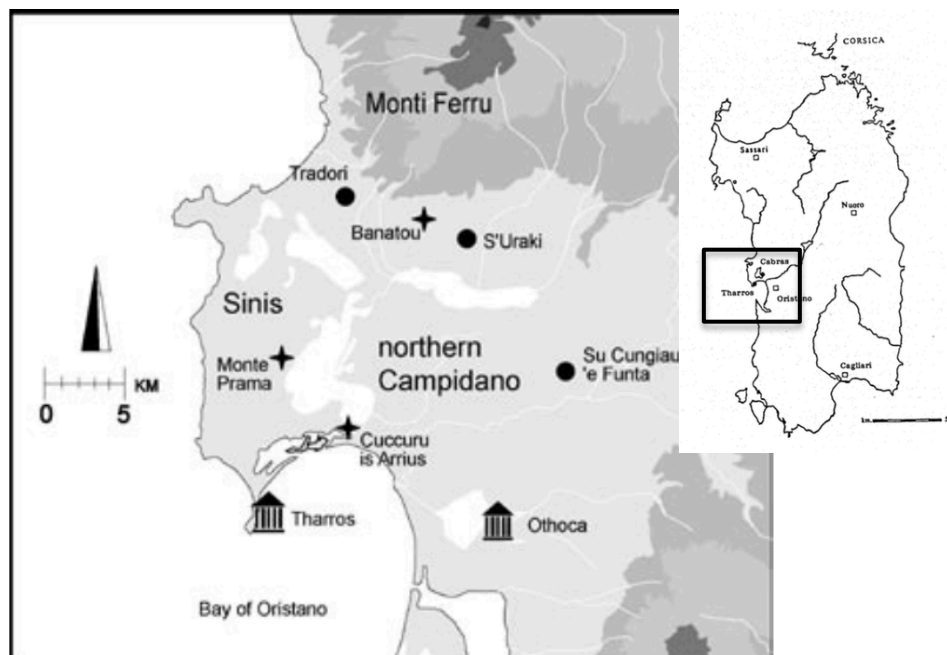 Monti Ferru
Tradori
Banatou
S'Uraki
Sinis
Monte
Prama
northern
Campidano
Su Cungiau
'e Funta
Cuccuru
is Arrius
Tharros
Othoca
Bay of Oristano
KM
0 5
CORSICA
Sassari
Nuoro
Cabras
Tharros
Oristano
Cagliari